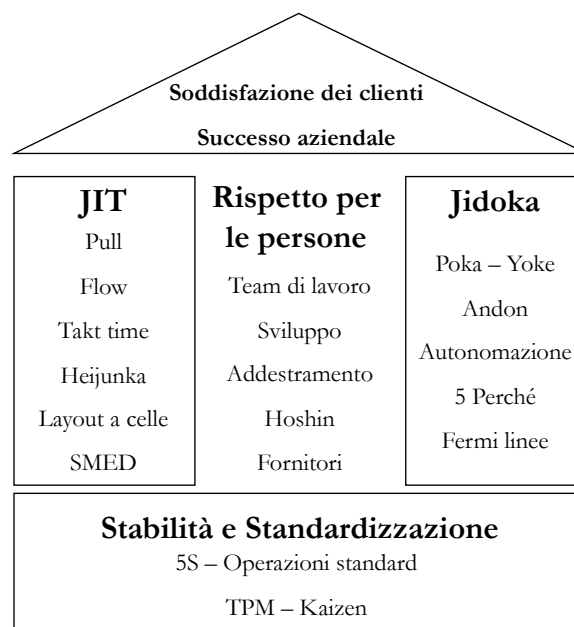 Soddisfazione dei clienti
Successo aziendale
JIT
Pull
Flow
Takt time
Heijunka
Layout a celle
SMED
Rispetto per
le persone
Team di lavoro
Sviluppo
Addestramento
Hoshin
Fornitori
Jidoka
Poka – Yoke
Andon
Autonomazione
5 Perché
Fermi linee
Stabilità e Standardizzazione
5S – Operazioni standard
TPM – Kaizen